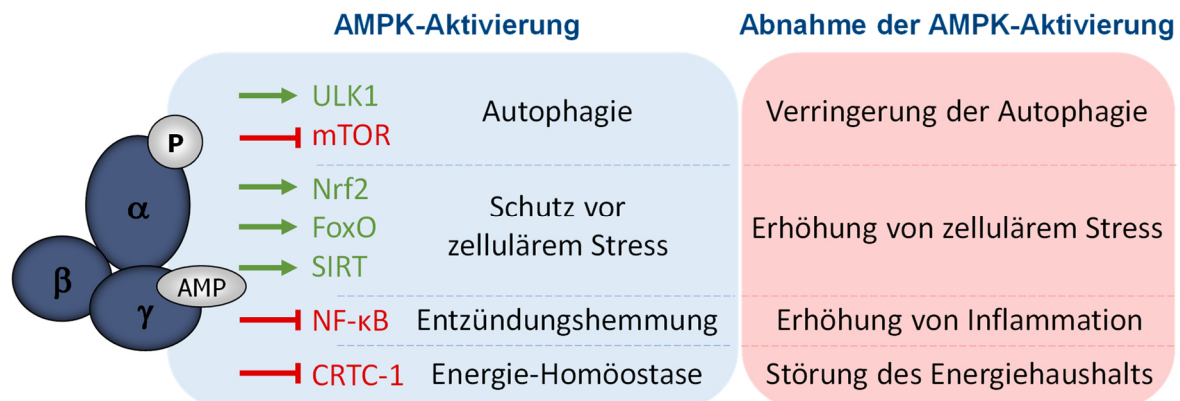 AMPK-Aktivierung
Abnahme der AMPK-Aktivierung
P
α
β
γ
AMP
ULK1
mTOR
Autophagie
Verringerung der Autophagie
Nrf2
FoxO
SIRT
Schutz vor
zellulärem Stress
Erhöhung von zellulärem Stress
NF-κB
Entzündungshemmung
Erhöhung von Inflammation
CRTC-1
Energie-Homöostase
Störung des Energiehaushalts